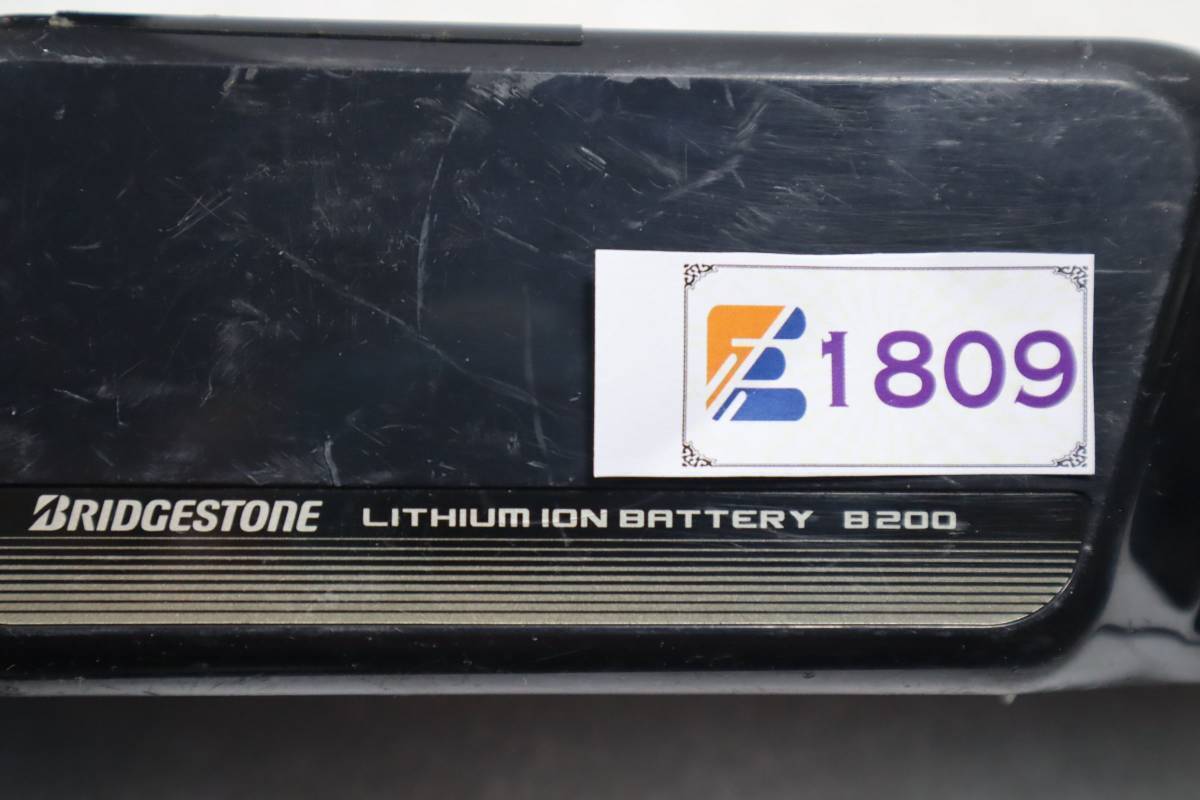 1809
BRIDGESTONE LITHIUM ION BATTERY B200